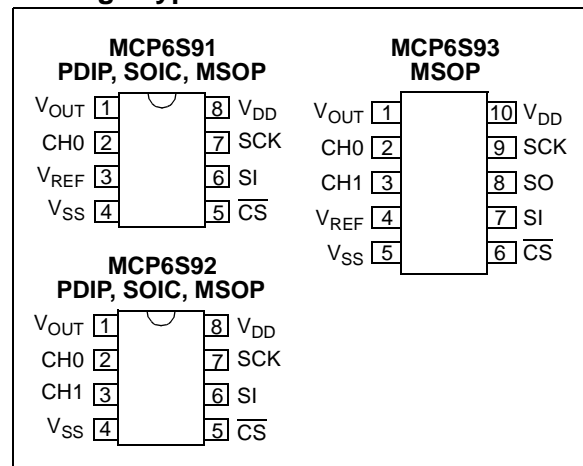 MCP6S91
PDIP, SOIC, MSOP
VOUT 1 8 VDD
CH0 2 7 SCK
VREF 3 6 SI
VSS 4 5 C̅S̅
MCP6S92
PDIP, SOIC, MSOP
VOUT 1 8 VDD
CH0 2 7 SCK
CH1 3 6 SI
VSS 4 5 C̅S̅
MCP6S93
MSOP
VOUT 1 10 VDD
CH0 2 9 SCK
CH1 3 8 SO
VREF 4 7 SI
VSS 5 6 C̅S̅